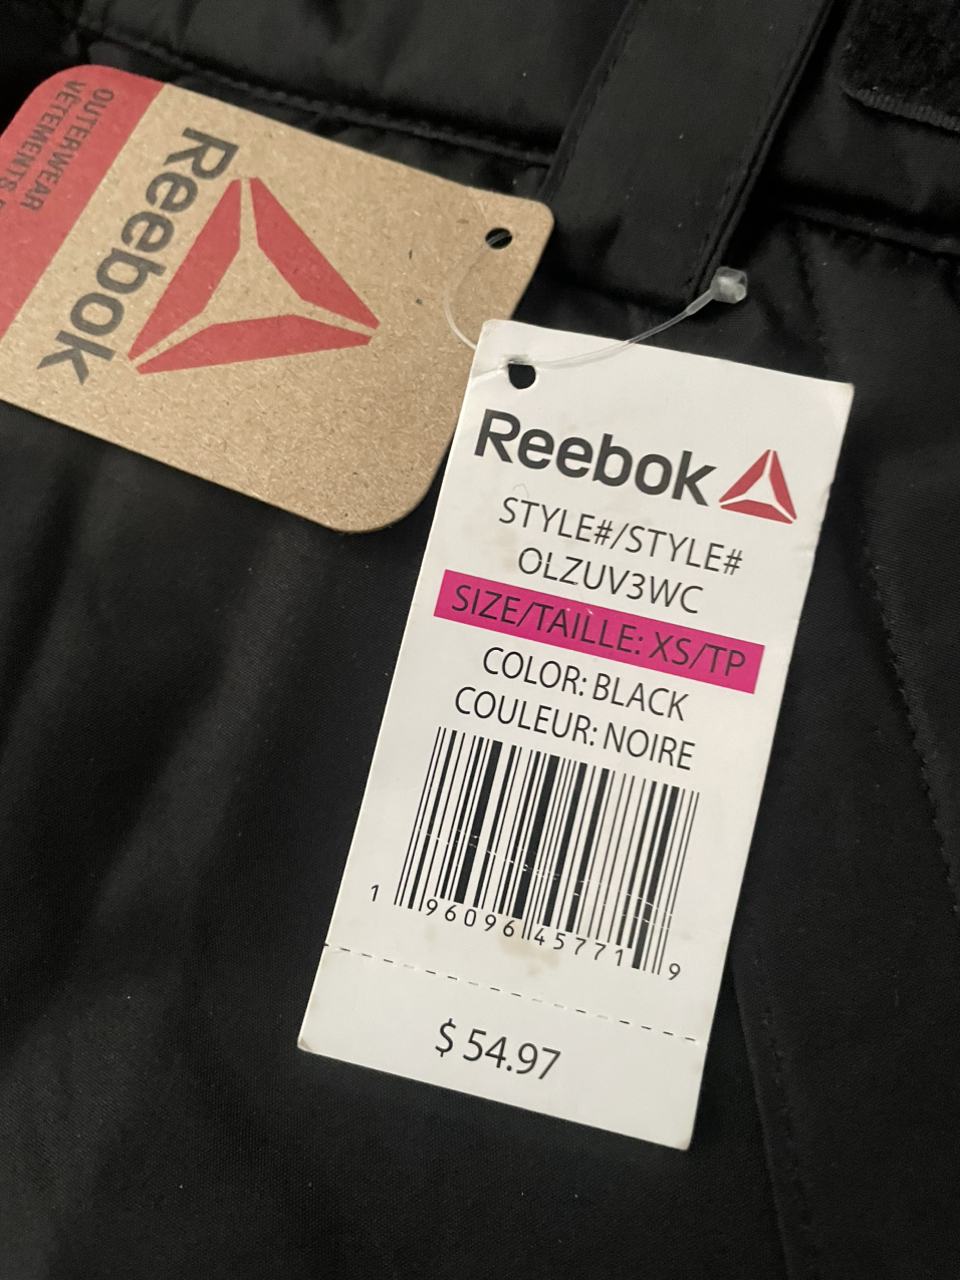 OUTERWEAR
VÊTEMENTS
Reebok
Reebok
STYLE#/STYLE#
OLZUV3WC
SIZE/TAILLE: XS/TP
COLOR: BLACK
COULEUR: NOIRE
1 96096 45771 9
$ 54.97